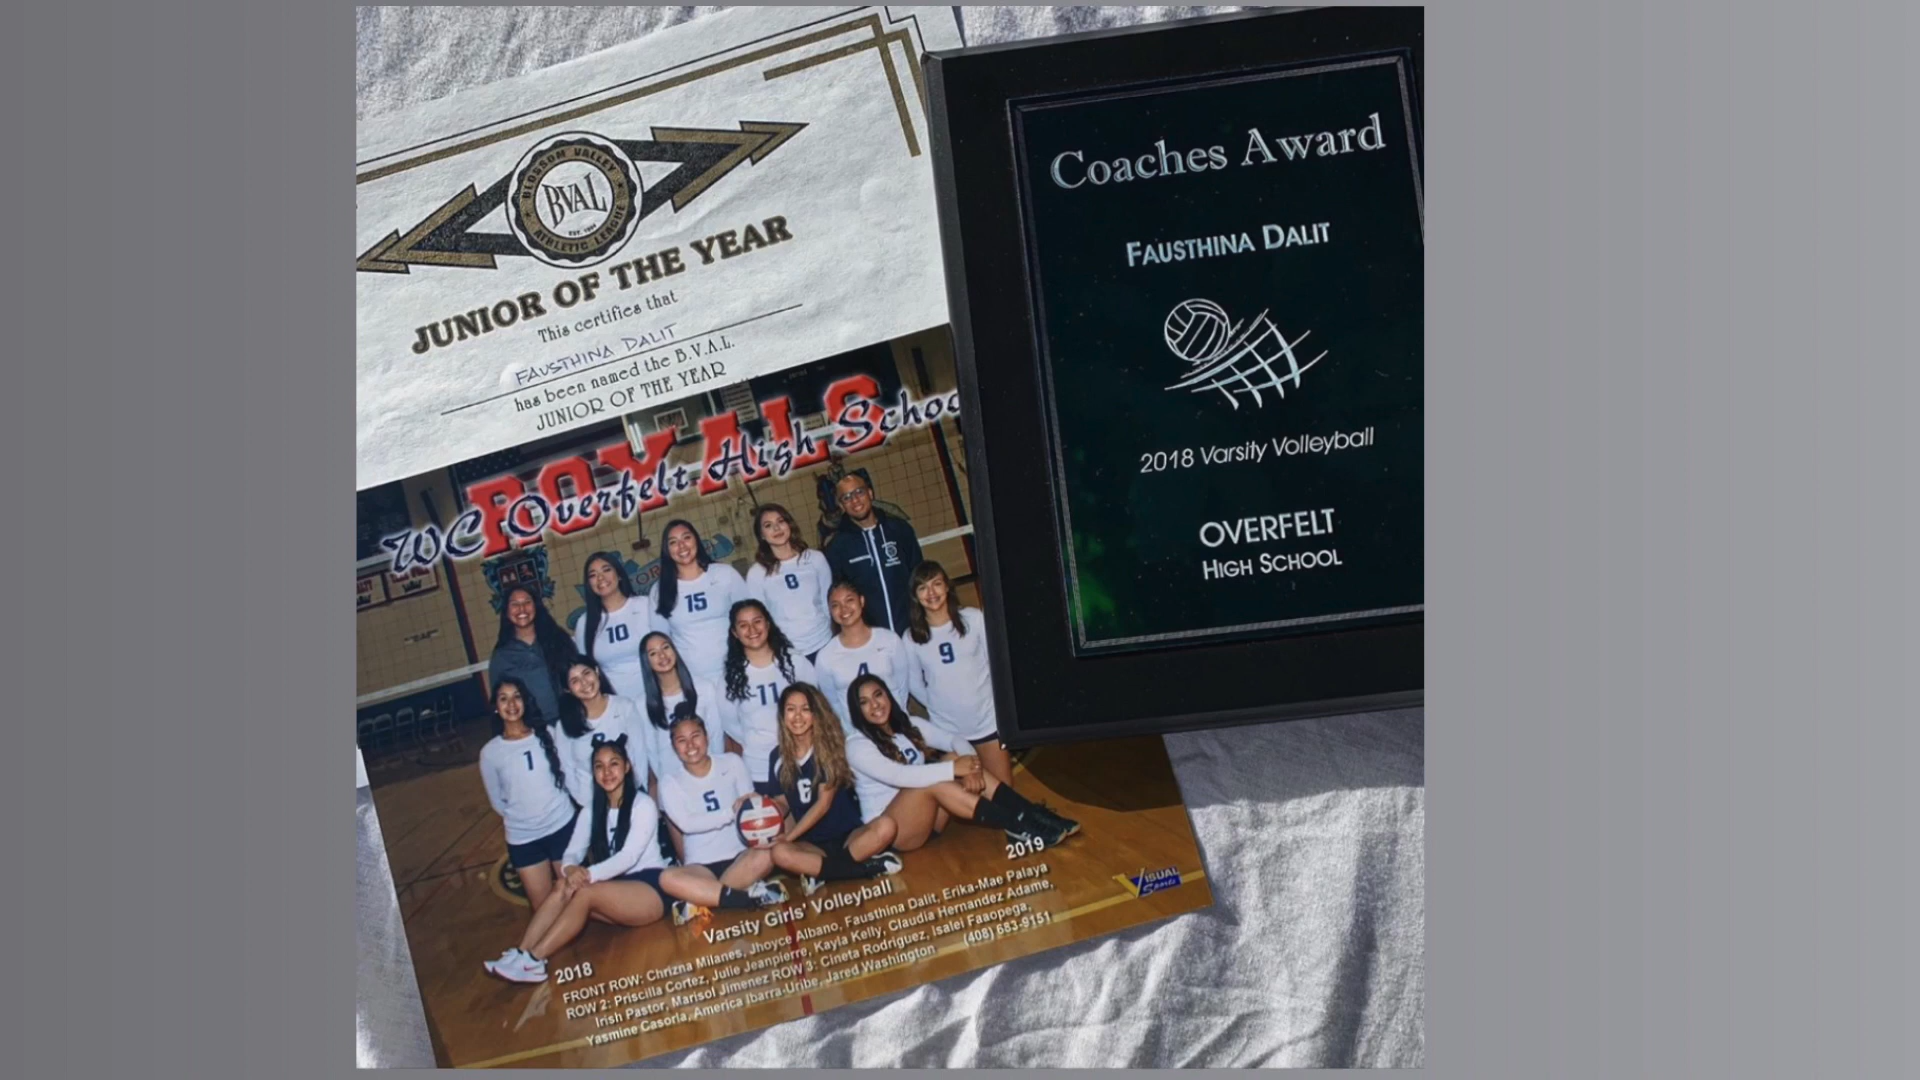 BLOSSOM VALLEY
BVAL
EST. 1994
ATHLETIC LEAGUE
JUNIOR OF THE YEAR
This certifies that
FAUSTHINA DALIT
has been named the B.V.A.L.
JUNIOR OF THE YEAR
ROYALS
WC Overfelt High Schoo
15
8
10
11
4
9
1
5
6
12
2018
Varsity Girls' Volleyball
2019
FRONT ROW: Chrizna Milanes, Jhoyce Albano, Fausthina Dalit, Erika-Mae Palaya
ROW 2: Priscilla Cortez, Julie Jeanpierre, Kayla Kelly, Claudia Hernandez Adame,
Irish Pastor, Marisol Jimenez ROW 3: Cineta Rodriguez, Isalei Faaopega,
Yasmine Casorla, America Ibarra-Uribe, Jared Washington
(408) 683-9151
VISUAL
Sports
Coaches Award
FAUSTHINA DALIT
2018 Varsity Volleyball
OVERFELT
HIGH SCHOOL